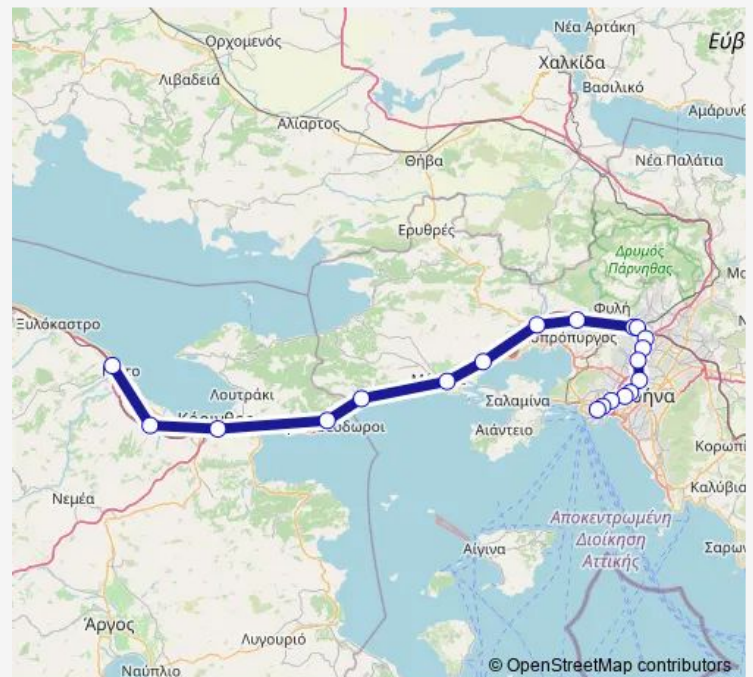 Νέα Αρτάκη
Ορχομενός
Εύβ
Χαλκίδα
Λιβαδειά
Βασιλικό
Αμάρυνθ
Αλίαρτος
Θήβα
Νέα Παλάτια
Ερυθρές
Δρυμός
Πάρνηθας
Φυλή
Ξυλόκαστρο
Λουτράκι
Σαλαμίνα
Αιάντειο
Κορωπί
Νεμέα
Καλύβια
Αποκεντρωμένη
Διοίκηση
Αττικής
Αίγινα
Σαρων
Άργος
Λυγουριό
Ναύπλιο
© OpenStreetMap contributors